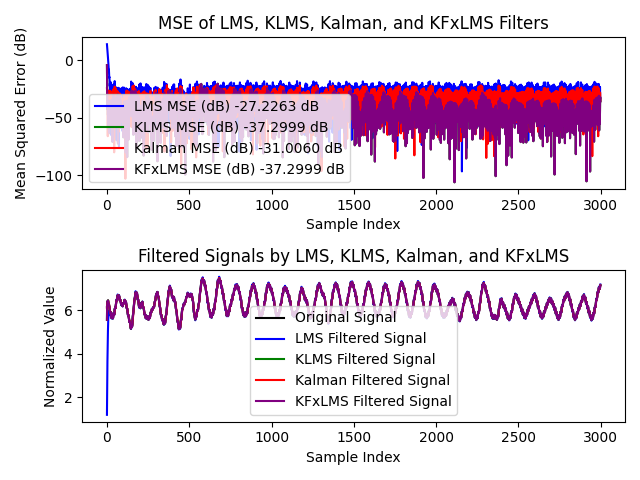 MSE of LMS, KLMS, Kalman, and KFxLMS Filters
Mean Squared Error (dB)
0
−50
−100
LMS MSE (dB) -27.2263 dB
KLMS MSE (dB) -37.2999 dB
Kalman MSE (dB) -31.0060 dB
KFxLMS MSE (dB) -37.2999 dB
0 500 1000 1500 2000 2500 3000
Sample Index
Filtered Signals by LMS, KLMS, Kalman, and KFxLMS
Normalized Value
6
4
2
Original Signal
LMS Filtered Signal
KLMS Filtered Signal
Kalman Filtered Signal
KFxLMS Filtered Signal
0 500 1000 1500 2000 2500 3000
Sample Index